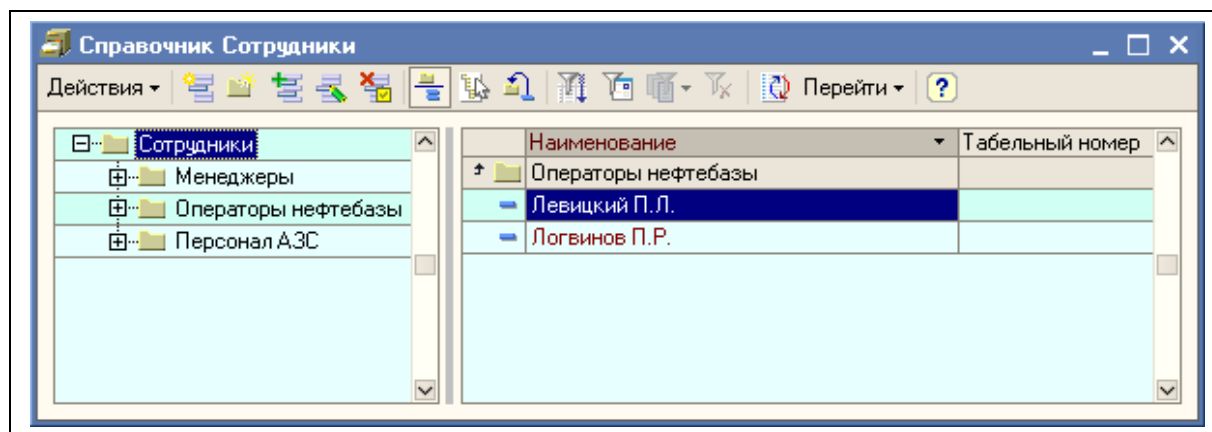 Справочник Сотрудники
Действия Перейти ?
Сотрудники
Менеджеры
Операторы нефтебазы
Персонал АЗС
Наименование Табельный номер
Операторы нефтебазы
Левицкий П.Л.
Логвинов П.Р.